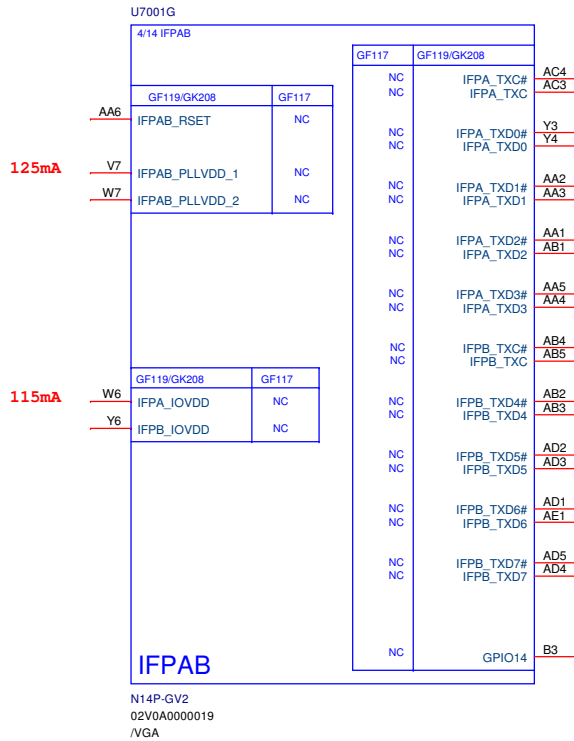 U7001G
4/14 IFPAB
GF119/GK208 GF117
AA6 IFPAB_RSET NC
125mA
V7 IFPAB_PLLVDD_1 NC
W7 IFPAB_PLLVDD_2 NC
GF119/GK208 GF117
115mA
W6 IFPA_IOVDD NC
Y6 IFPB_IOVDD NC
GF117 GF119/GK208
NC IFPA_TXC# AC4
NC IFPA_TXC AC3
NC IFPA_TXD0# Y3
NC IFPA_TXD0 Y4
NC IFPA_TXD1# AA2
NC IFPA_TXD1 AA3
NC IFPA_TXD2# AA1
NC IFPA_TXD2 AB1
NC IFPA_TXD3# AA5
NC IFPA_TXD3 AA4
NC IFPB_TXC# AB4
NC IFPB_TXC AB5
NC IFPB_TXD4# AB2
NC IFPB_TXD4 AB3
NC IFPB_TXD5# AD2
NC IFPB_TXD5 AD3
NC IFPB_TXD6# AD1
NC IFPB_TXD6 AE1
NC IFPB_TXD7# AD5
NC IFPB_TXD7 AD4
NC GPIO14 B3
IFPAB
N14P-GV2
02V0A0000019
/VGA